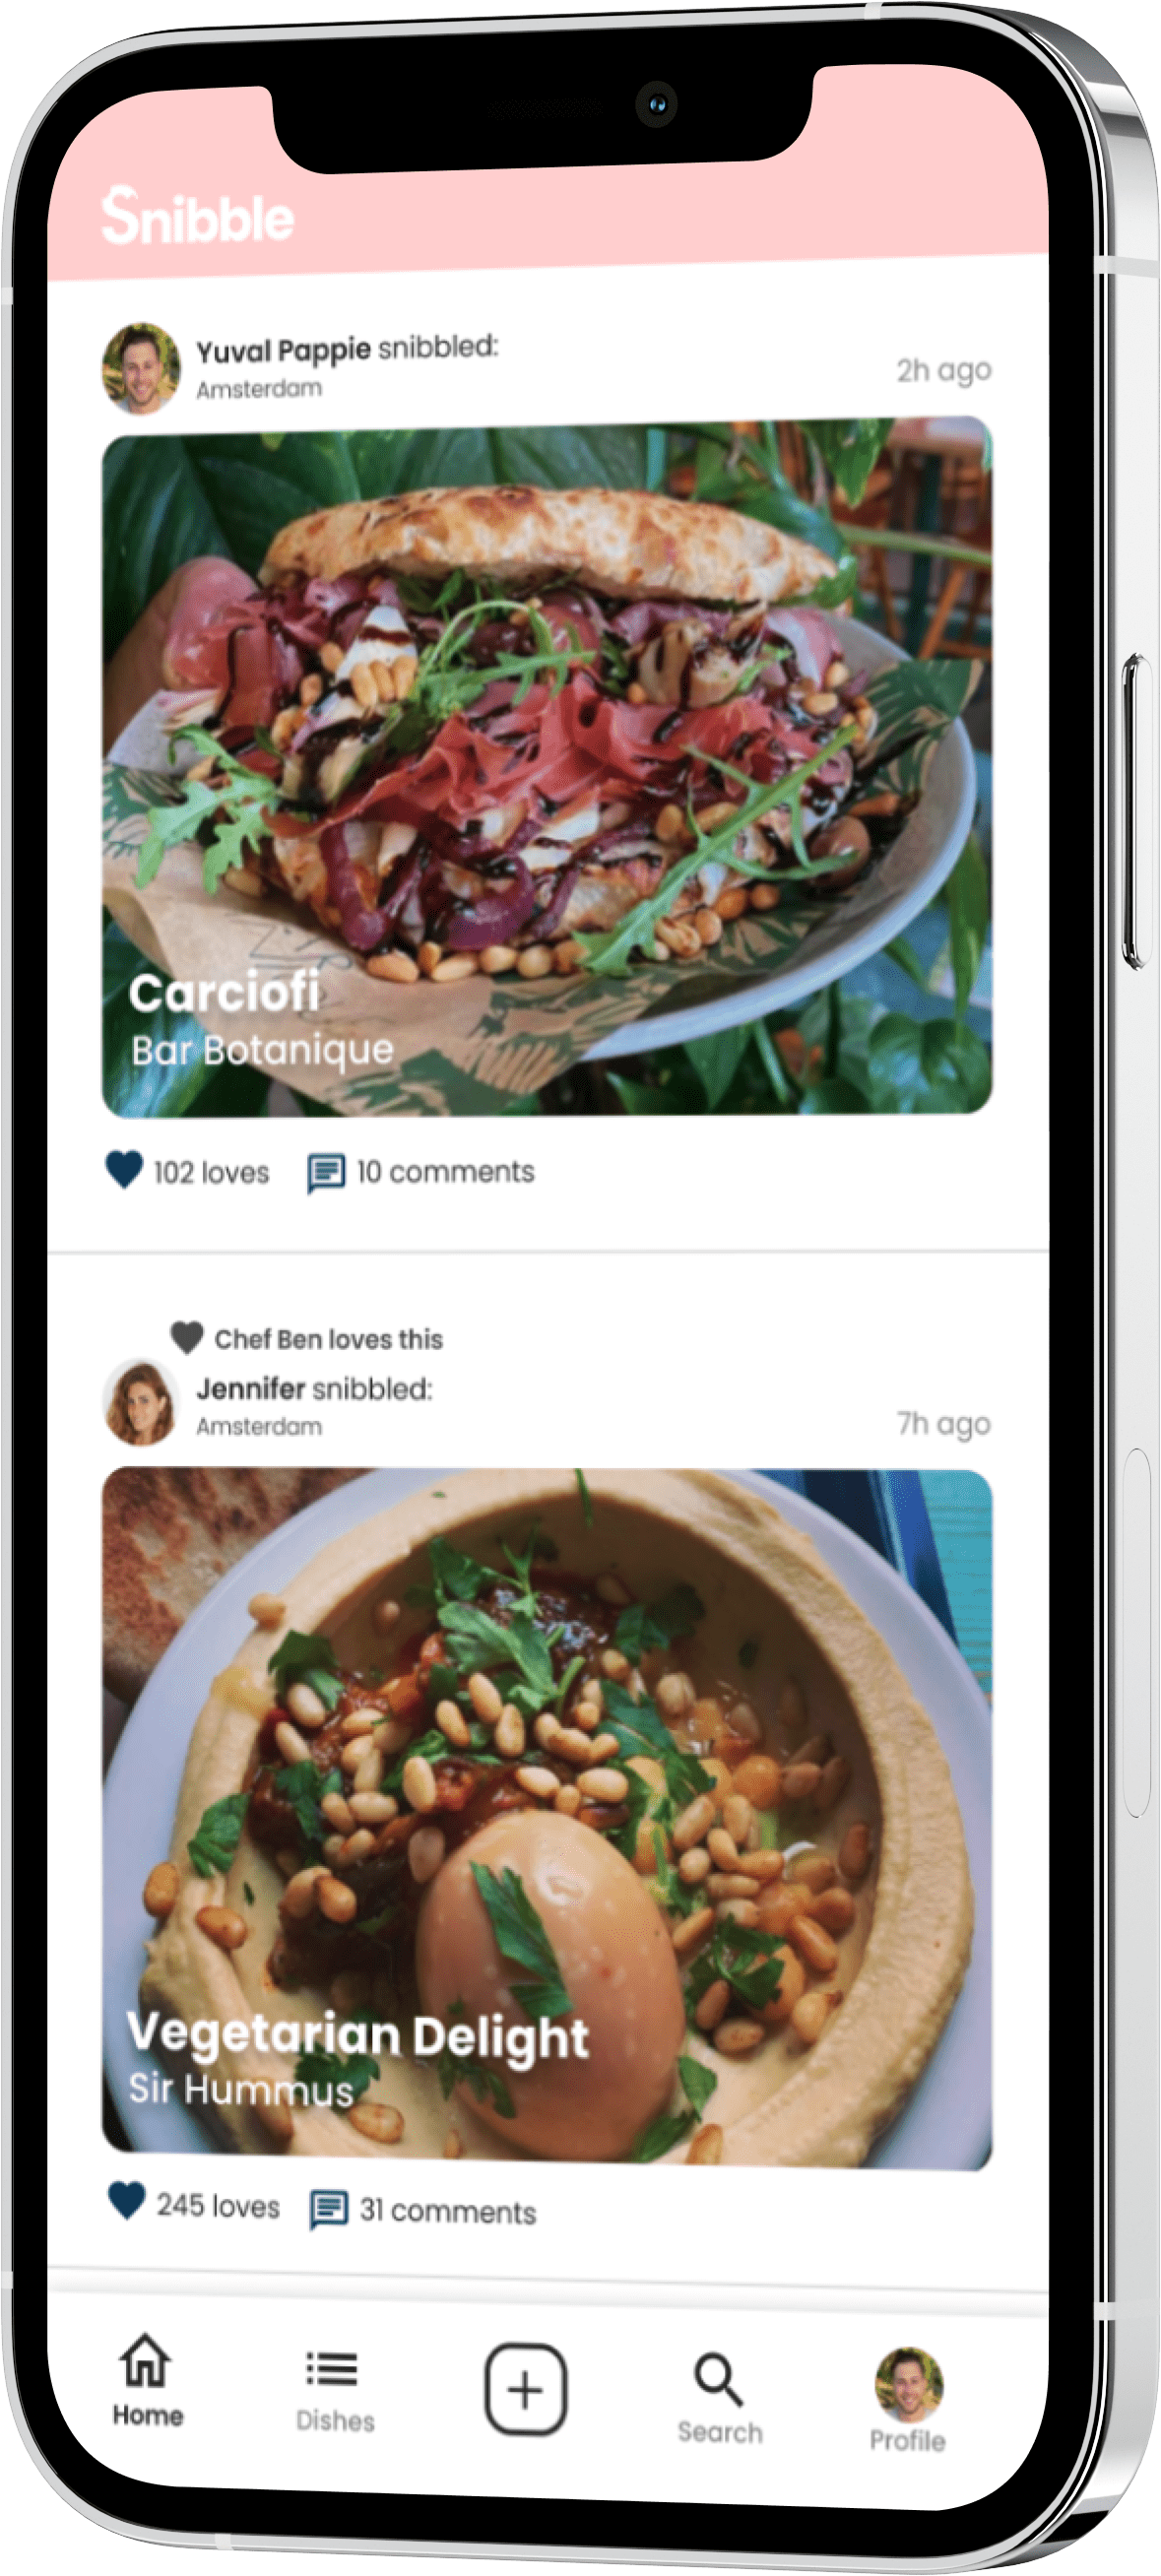 Snibble
Yuval Pappie snibbled:
Amsterdam
2h ago
Carciofi
Bar Botanique
102 loves
10 comments
Chef Ben loves this
Jennifer snibbled:
Amsterdam
7h ago
Vegetarian Delight
Sir Hummus
245 loves
31 comments
Home
Dishes
Search
Profile